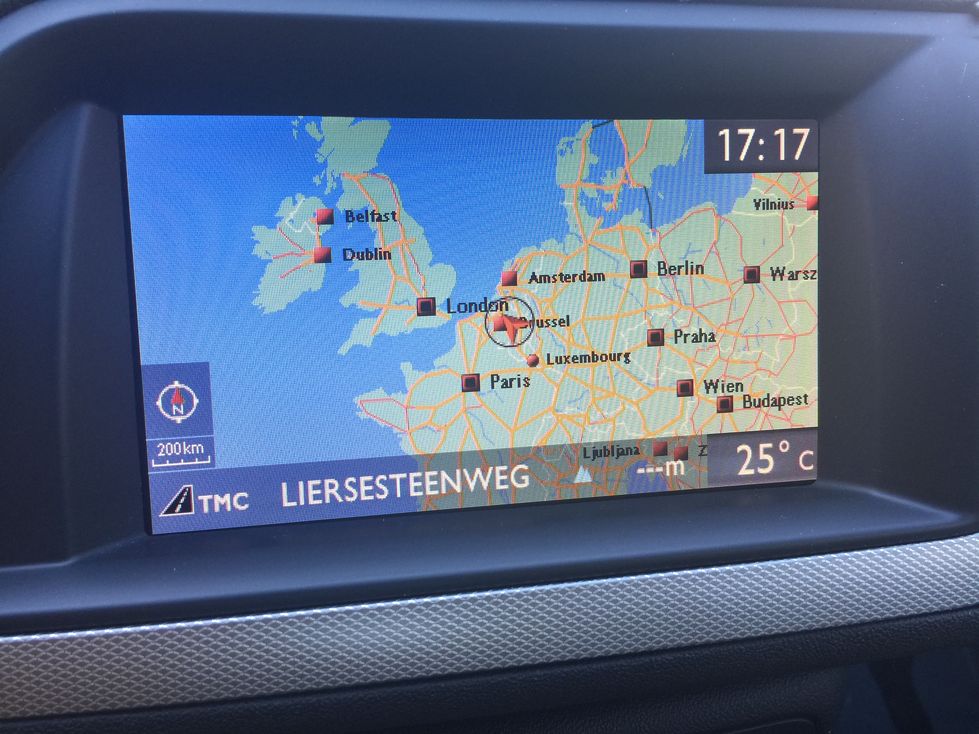 17:17
Vilnius
Belfast
Dublin
Amsterdam
Berlin
Warsz
London
Brussel
Praha
Luxembourg
Paris
Wien
Budapest
N
200km
Ljubljana
Z
---m
25° C
TMC
LIERSESTEENWEG